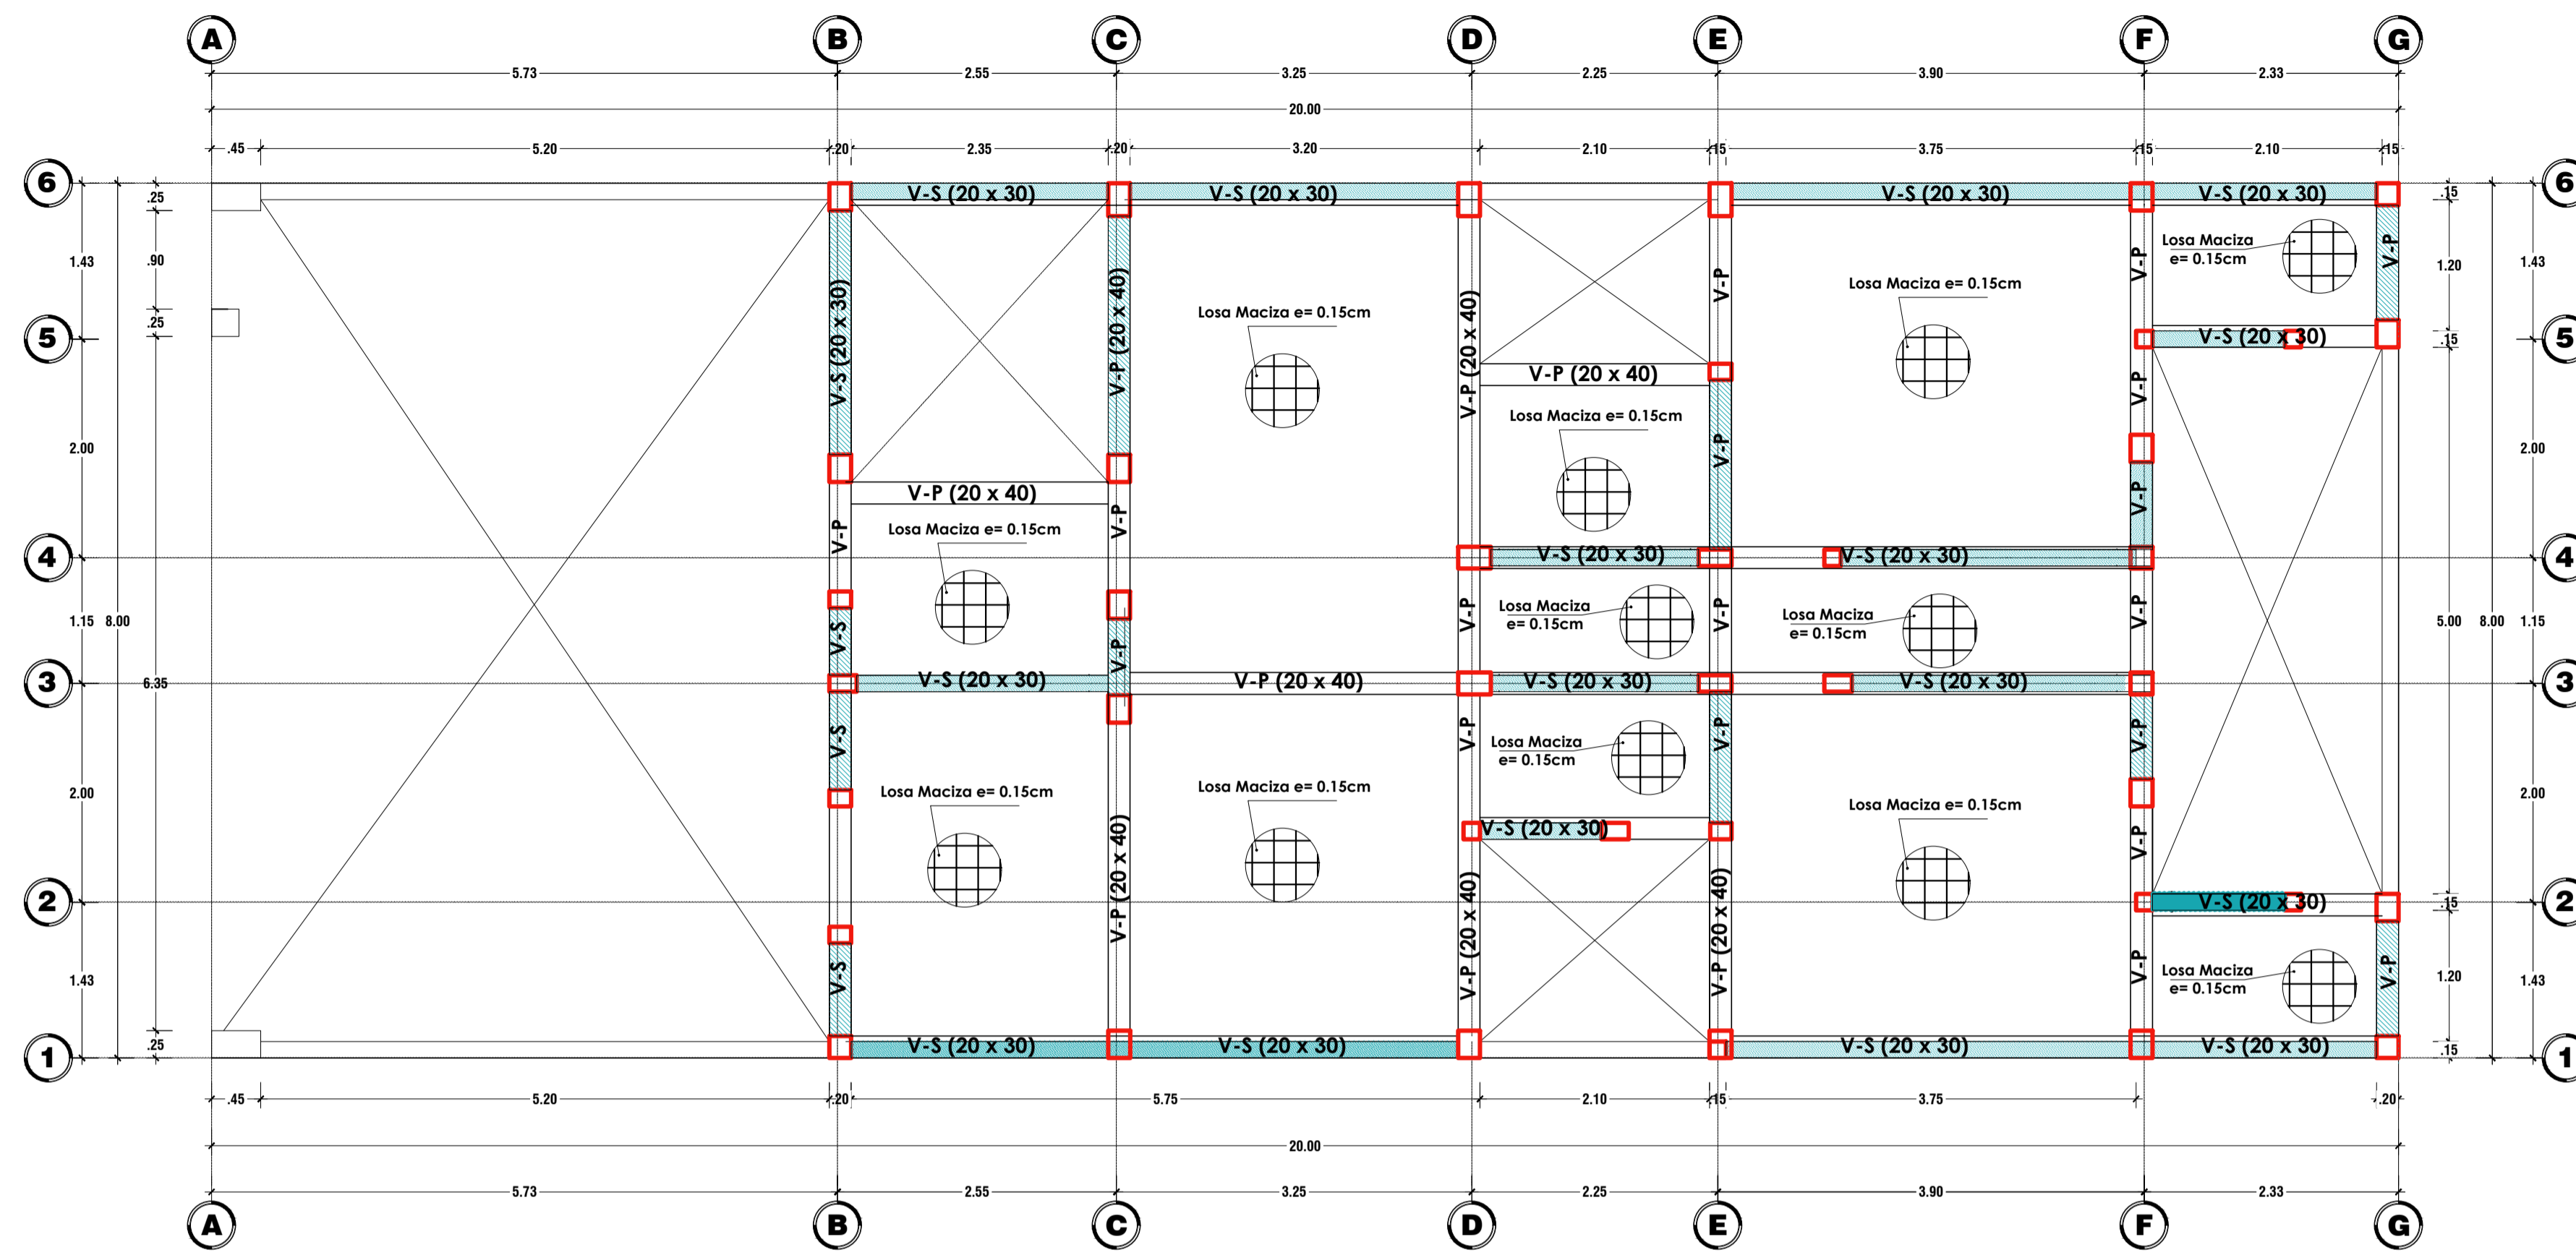 A B C D E F G
5.73 2.55 3.25 2.25 3.90 2.33
20.00
.45 5.20 .20 2.35 .20 3.20 2.10 .15 3.75 .15 2.10 .15
6 .25 V-S (20 x 30) V-S (20 x 30) V-S (20 x 30) V-S (20 x 30) .15 6
1.43 .90 V-P V-P Losa Maciza V-P 1.20 1.43
e= 0.15cm
V-S (20 x 30) V-P (20 x 40) Losa Maciza e= 0.15cm V-P (20 x 40) Losa Maciza e= 0.15cm
5 .25 V-P V-S (20 x 30) .15 5
V-P (20 x 40)
Losa Maciza e= 0.15cm
2.00 V-P 2.00
V-P (20 x 40) V-P
V-P V-P
Losa Maciza e= 0.15cm
4 V-S (20 x 30) V-S (20 x 30) 4
1.15 8.00 V-S V-P V-P Losa Maciza V-P Losa Maciza V-P 5.00 8.00 1.15
e= 0.15cm e= 0.15cm
3 6.35 V-S (20 x 30) V-P (20 x 40) V-S (20 x 30) V-S (20 x 30) 3
V-S V-P Losa Maciza V-P V-P
e= 0.15cm
2.00 Losa Maciza e= 0.15cm Losa Maciza e= 0.15cm Losa Maciza e= 0.15cm 2.00
V-S (20 x 30) V-P
V-P (20 x 40) V-P (20 x 40) V-P (20 x 40)
2 V-S (20 x 30) .15 2
1.43 V-S V-P Losa Maciza V-P 1.20 1.43
e= 0.15cm
1 .25 V-S (20 x 30) V-S (20 x 30) V-S (20 x 30) V-S (20 x 30) .15 1
.45 5.20 .20 5.75 2.10 .15 3.75 .20
20.00
5.73 2.55 3.25 2.25 3.90 2.33
A B C D E F G